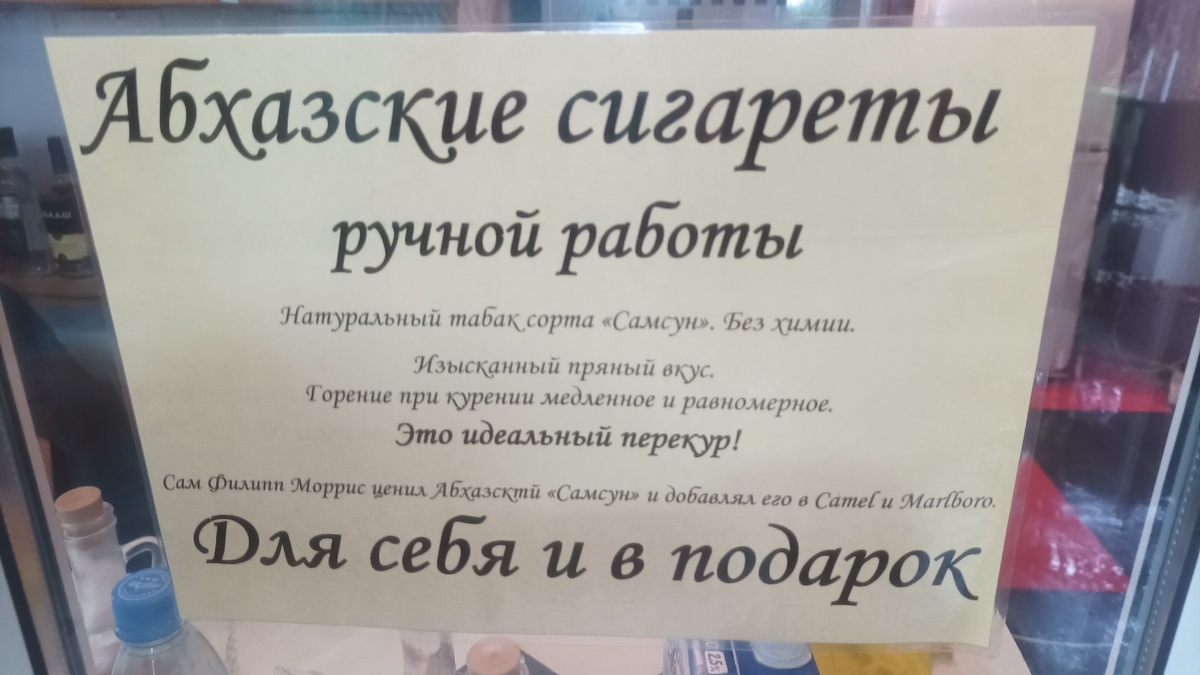 Абхазские сигареты
ручной работы
Натуральный табак сорта «Самсун». Без химии.
Изысканный пряный вкус.
Горение при курении медленное и равномерное.
Это идеальный перекур!
Сам Филипп Моррис ценил Абхазсктй «Самсун» и добавлял его в Camel и Marlboro.
Для себя и в подарок